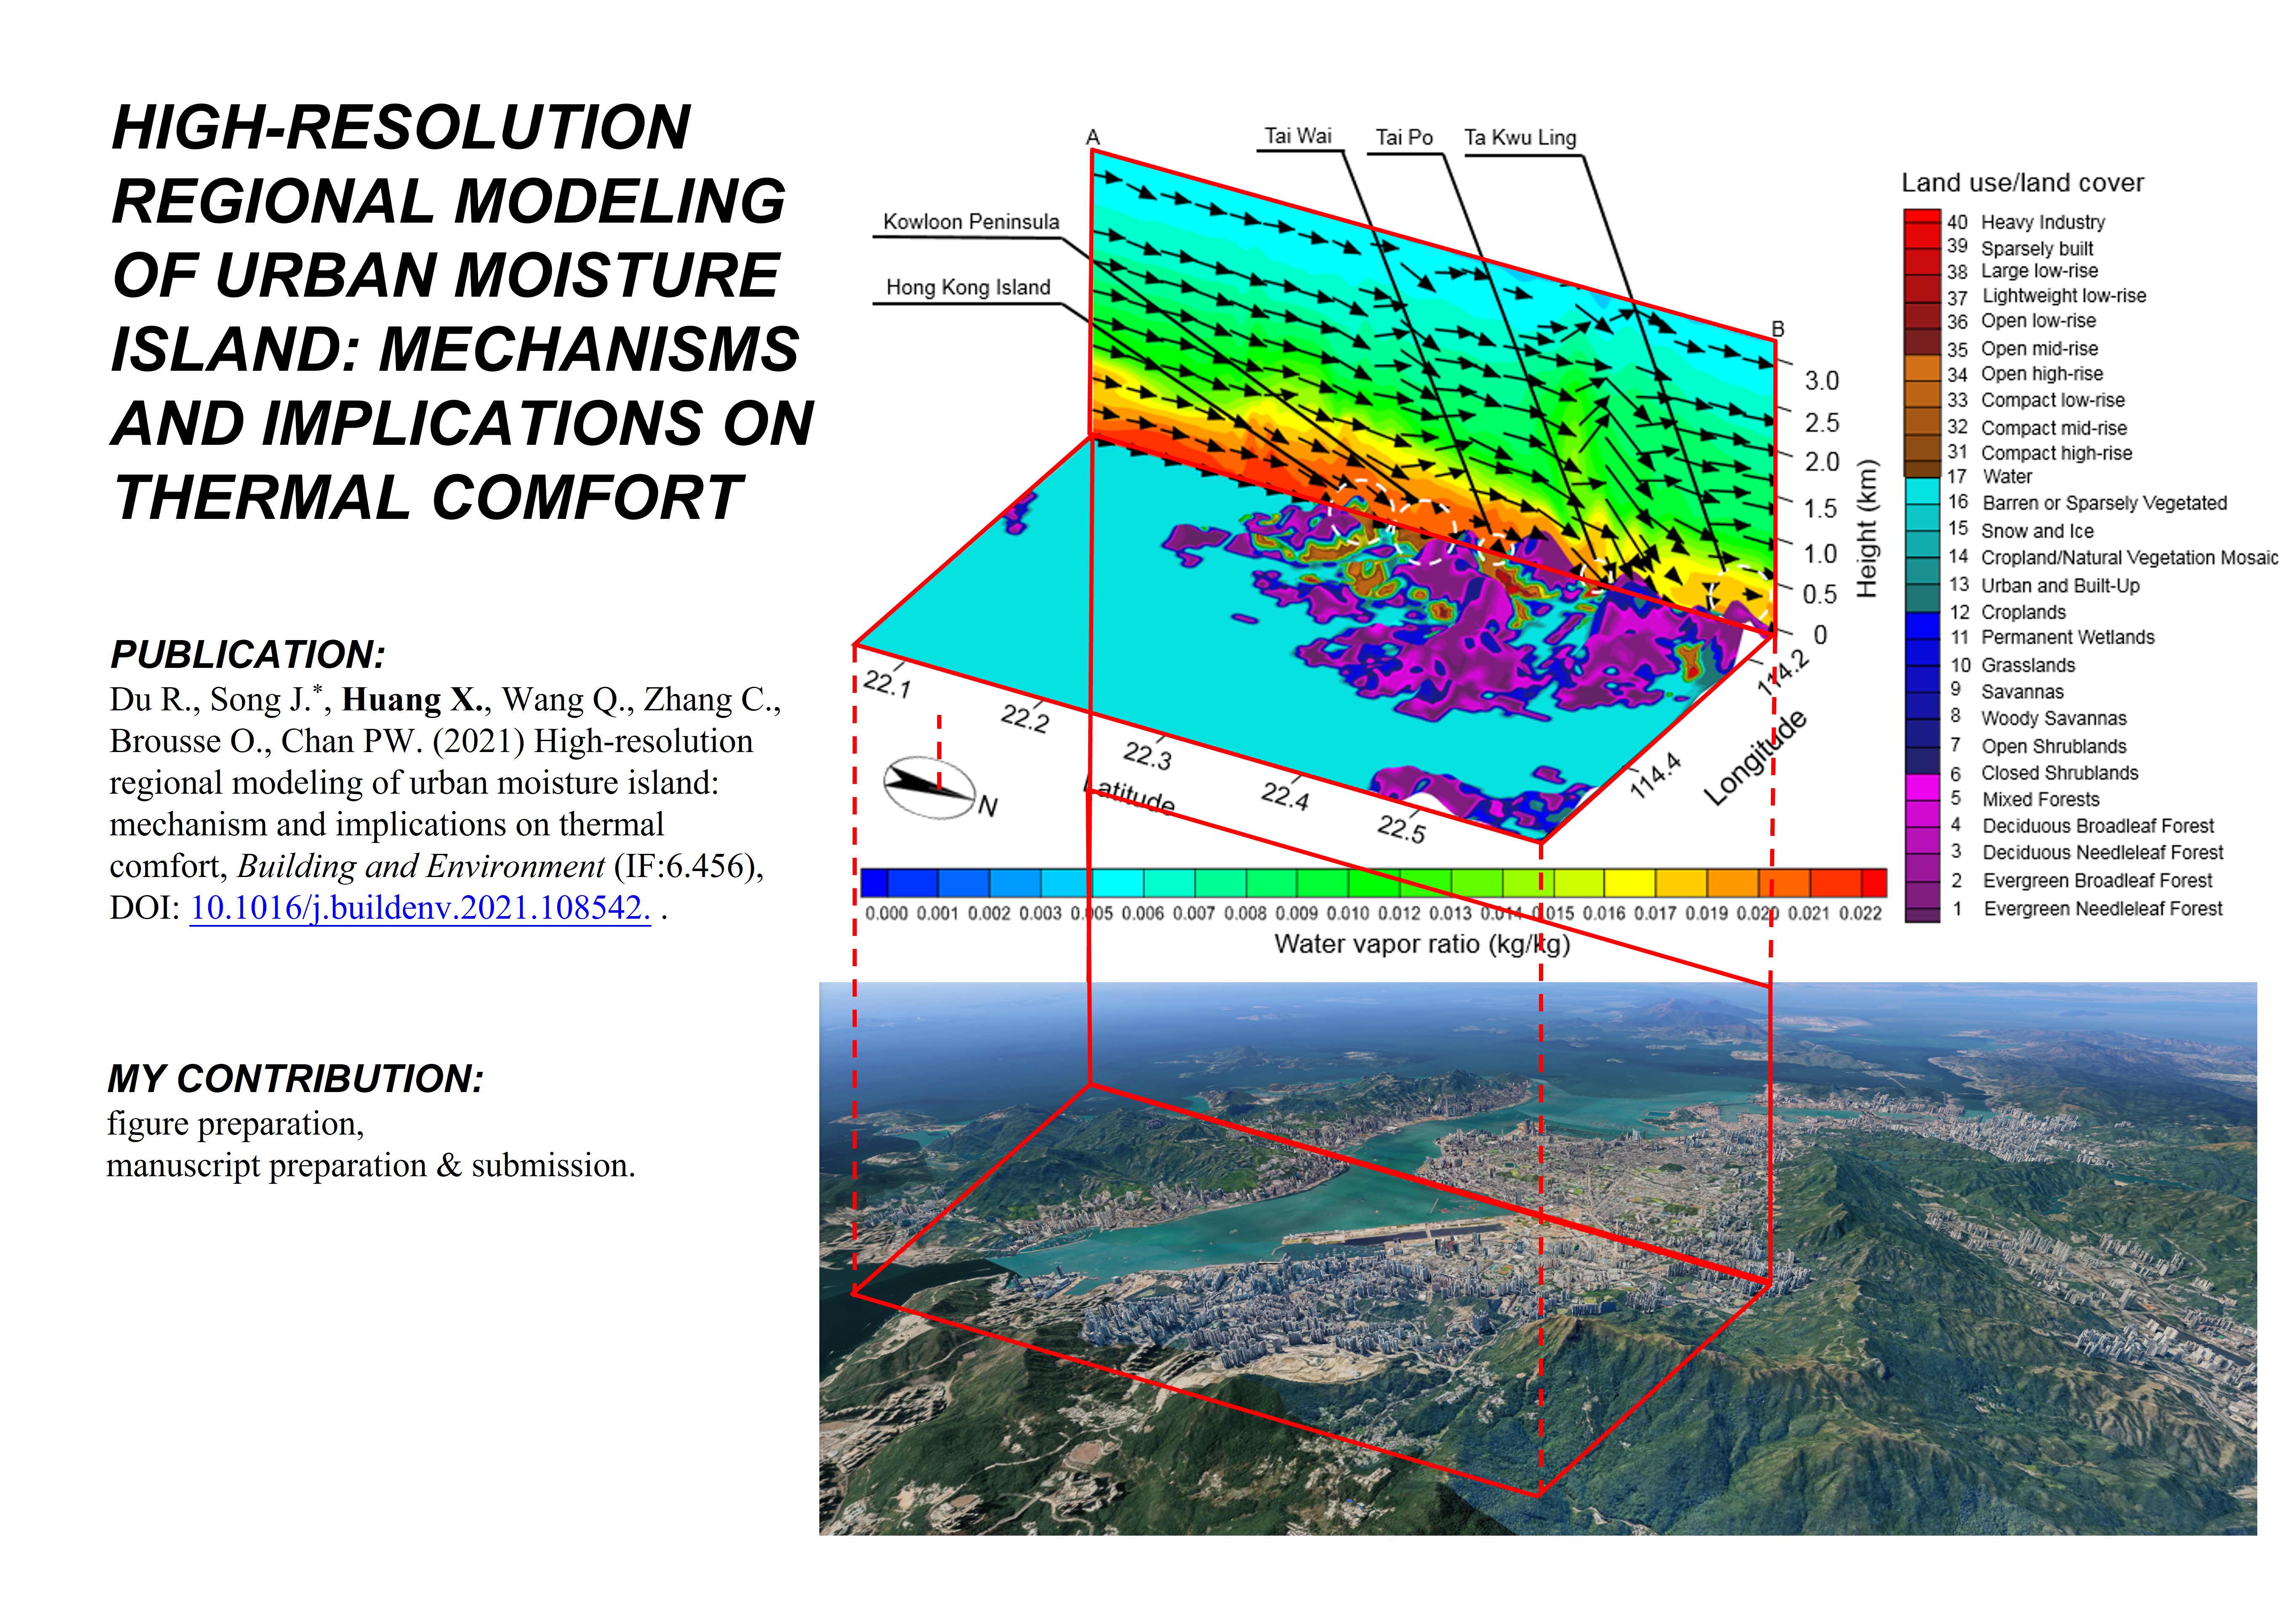 HIGH-RESOLUTION
REGIONAL MODELING
OF URBAN MOISTURE
ISLAND: MECHANISMS
AND IMPLICATIONS ON
THERMAL COMFORT
PUBLICATION:
Du R., Song J.*, Huang X., Wang Q., Zhang C.,
Brousse O., Chan PW. (2021) High-resolution
regional modeling of urban moisture island:
mechanism and implications on thermal
comfort, Building and Environment (IF:6.456),
DOI: 10.1016/j.buildenv.2021.108542. .
MY CONTRIBUTION:
figure preparation,
manuscript preparation & submission.
A
Tai Wai
Tai Po
Ta Kwu Ling
Kowloon Peninsula
Hong Kong Island
B
3.0
2.5
2.0
1.5
1.0
0.5
0
Height (km)
114.2
114.4
Longitude
22.1
22.2
22.3
22.4
22.5
Latitude
N
0.000 0.001 0.002 0.003 0.005 0.006 0.007 0.008 0.009 0.010 0.012 0.013 0.014 0.015 0.016 0.017 0.019 0.020 0.021 0.022
Water vapor ratio (kg/kg)
Land use/land cover
40 Heavy Industry
39 Sparsely built
38 Large low-rise
37 Lightweight low-rise
36 Open low-rise
35 Open mid-rise
34 Open high-rise
33 Compact low-rise
32 Compact mid-rise
31 Compact high-rise
17 Water
16 Barren or Sparsely Vegetated
15 Snow and Ice
14 Cropland/Natural Vegetation Mosaic
13 Urban and Built-Up
12 Croplands
11 Permanent Wetlands
10 Grasslands
9 Savannas
8 Woody Savannas
7 Open Shrublands
6 Closed Shrublands
5 Mixed Forests
4 Deciduous Broadleaf Forest
3 Deciduous Needleleaf Forest
2 Evergreen Broadleaf Forest
1 Evergreen Needleleaf Forest